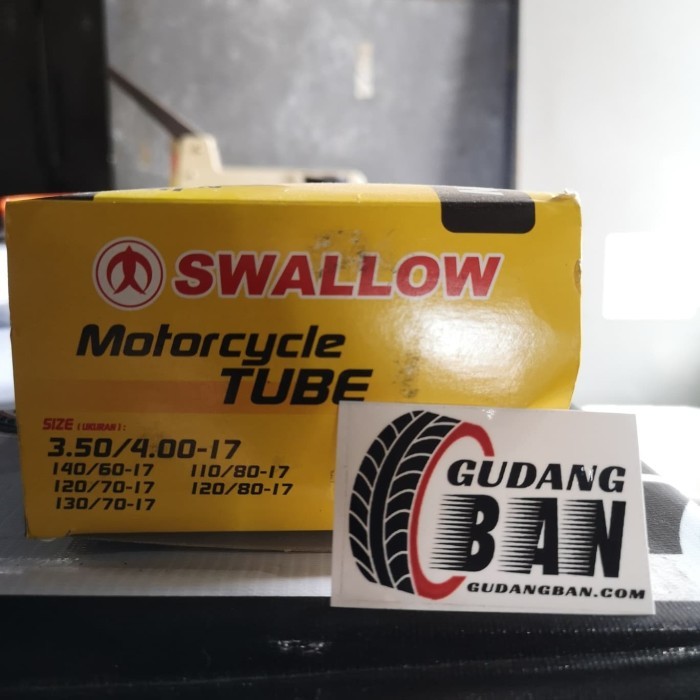 SWALLOW
Motorcycle
TUBE
SIZE (UKURAN):
3.50/4.00-17
140/60-17 110/80-17
120/70-17 120/80-17
130/70-17
GUDANG
BAN
GUDANGBAN.COM